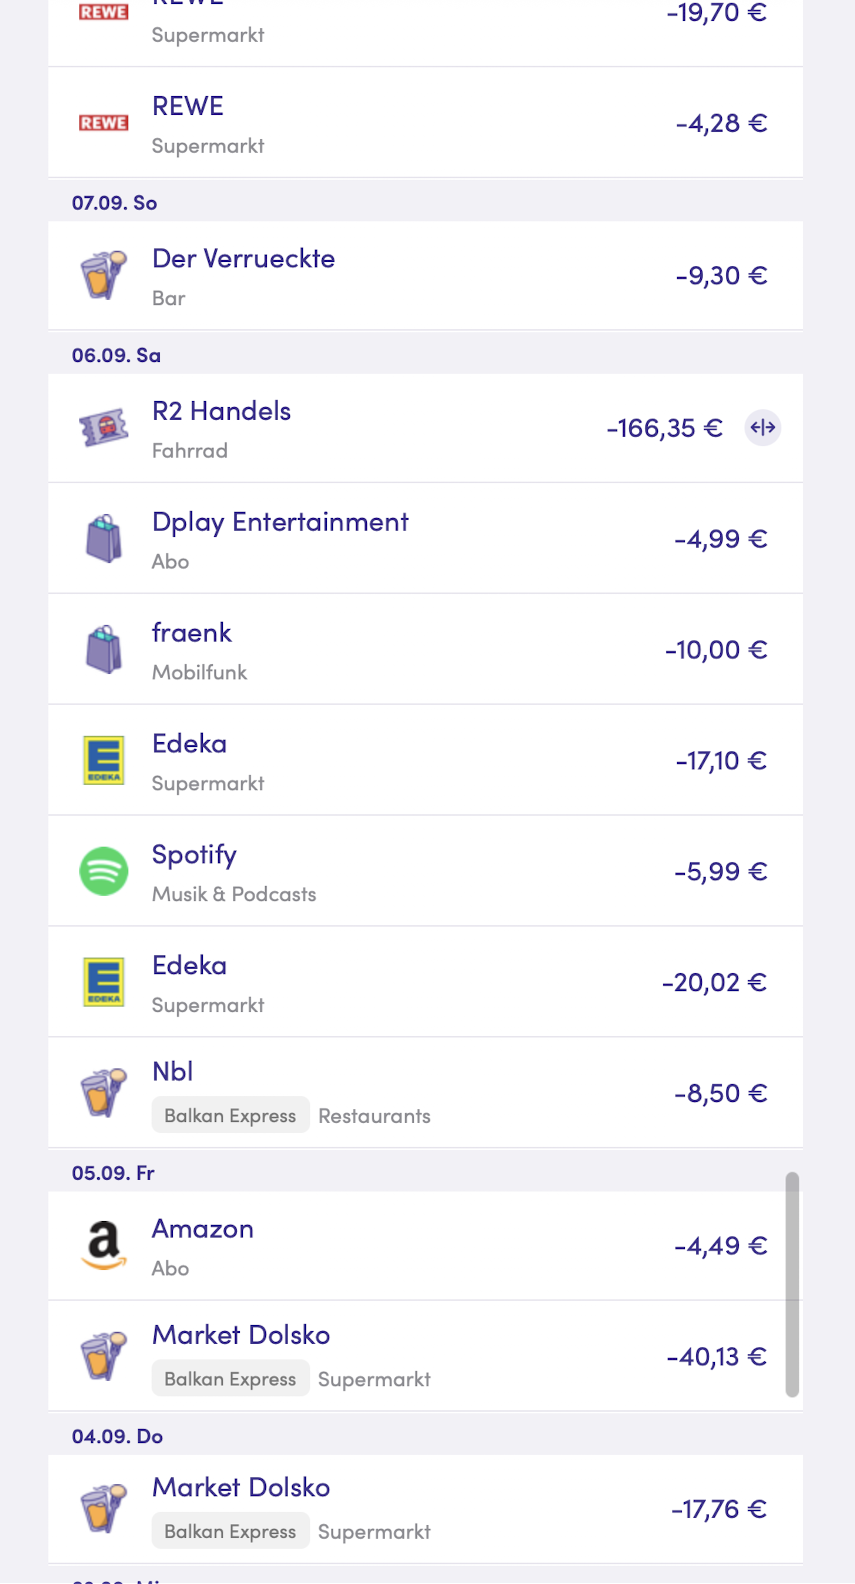 REWE
REWE
-19,70 €
Supermarkt
REWE
REWE
-4,28 €
Supermarkt
07.09. So
Der Verrueckte
-9,30 €
Bar
06.09. Sa
R2 Handels
-166,35 €
Fahrrad
Dplay Entertainment
-4,99 €
Abo
fraenk
-10,00 €
Mobilfunk
Edeka
EDEKA
-17,10 €
Supermarkt
Spotify
-5,99 €
Musik & Podcasts
Edeka
EDEKA
-20,02 €
Supermarkt
Nbl
-8,50 €
Balkan Express Restaurants
05.09. Fr
Amazon
-4,49 €
Abo
Market Dolsko
-40,13 €
Balkan Express Supermarkt
04.09. Do
Market Dolsko
-17,76 €
Balkan Express Supermarkt